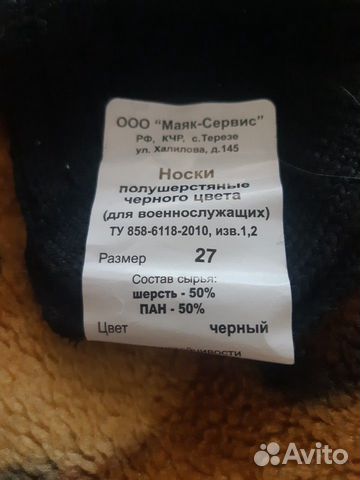 ООО "Маяк-Сервис"
РФ, КЧР, с.Терезе
ул. Халилова, д.145
Носки
полушерстяные
черного цвета
(для военнослужащих)
ТУ 858-6118-2010, изв.1,2
Размер 27
Состав сырья:
шерсть - 50%
ПАН - 50%
Цвет черный
Avito